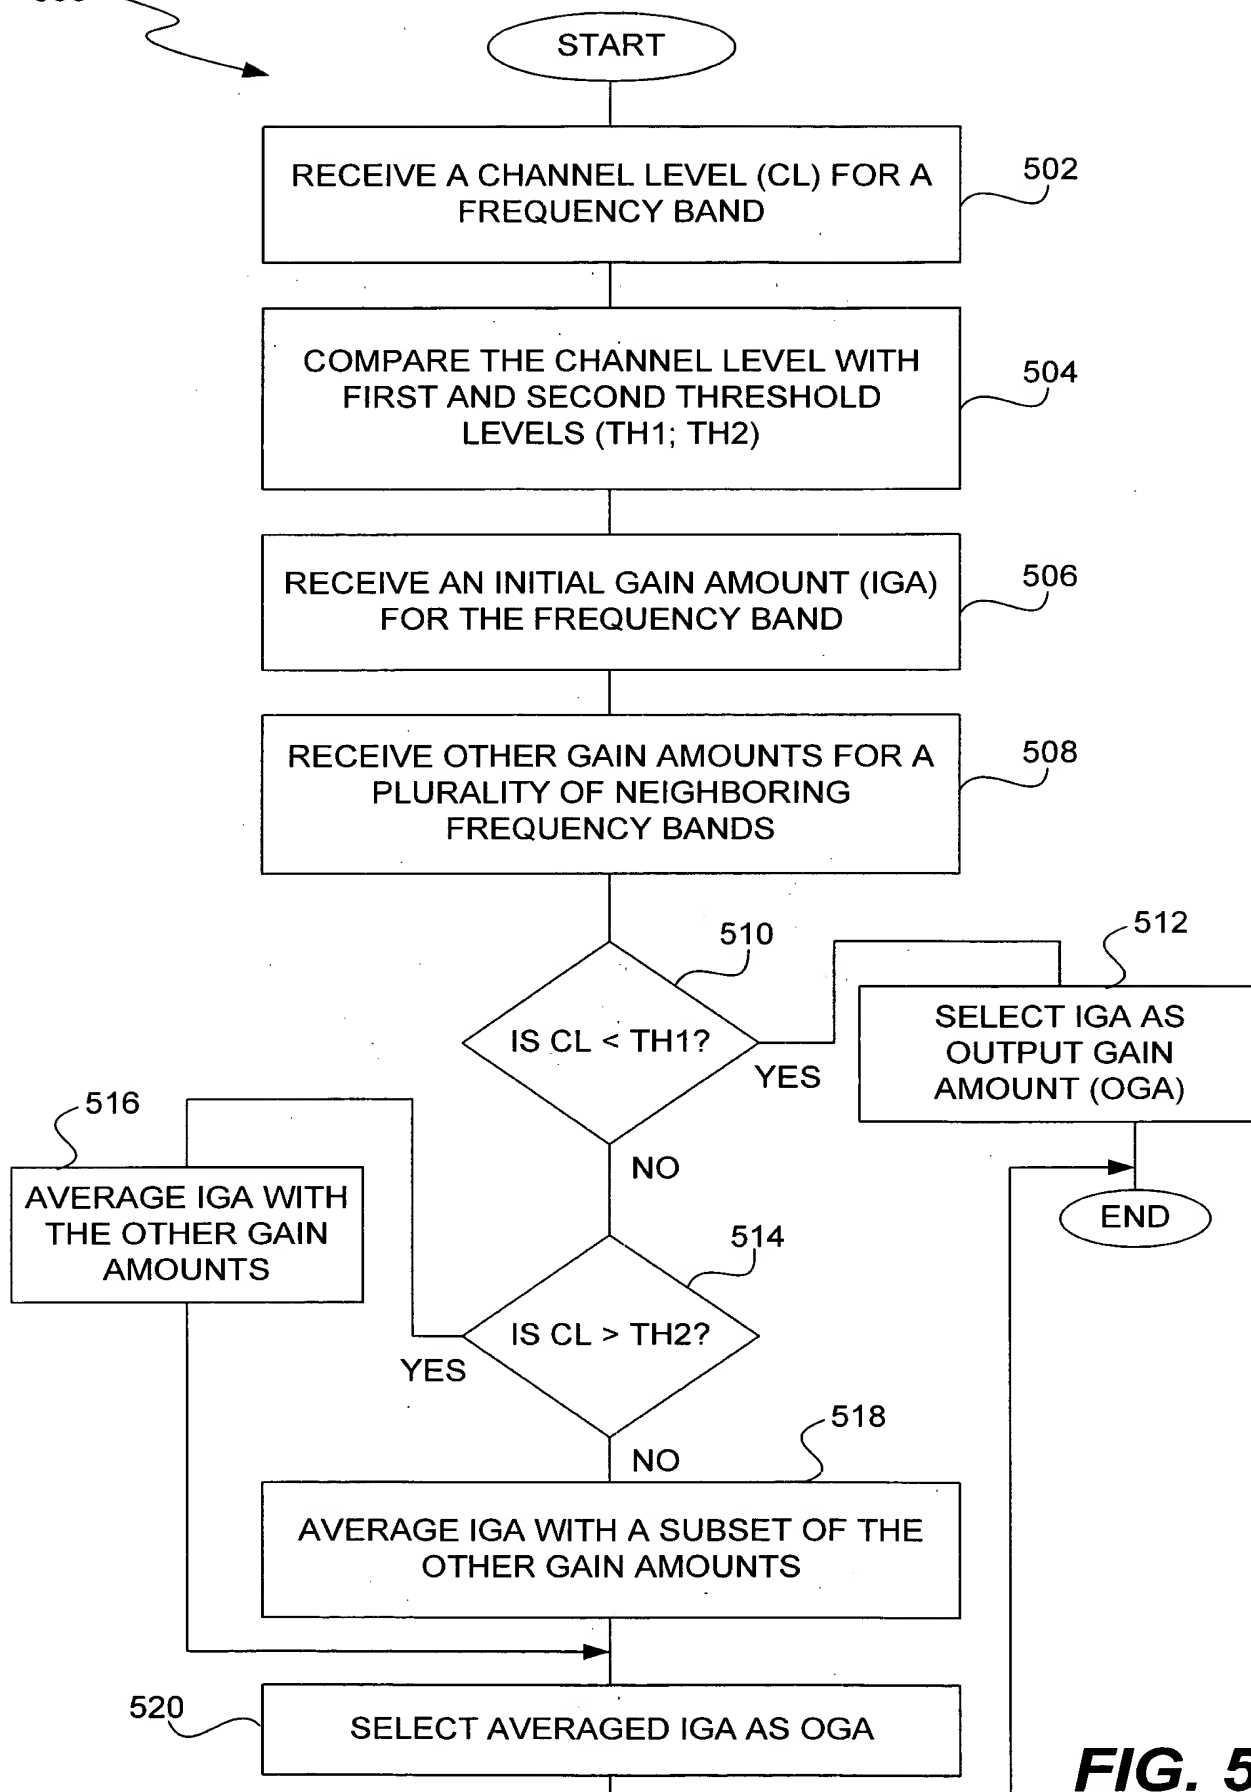 START
RECEIVE A CHANNEL LEVEL (CL) FOR A
FREQUENCY BAND
502
COMPARE THE CHANNEL LEVEL WITH
FIRST AND SECOND THRESHOLD
LEVELS (TH1; TH2)
504
RECEIVE AN INITIAL GAIN AMOUNT (IGA)
FOR THE FREQUENCY BAND
506
RECEIVE OTHER GAIN AMOUNTS FOR A
PLURALITY OF NEIGHBORING
FREQUENCY BANDS
508
510
IS CL < TH1?
YES
512
SELECT IGA AS
OUTPUT GAIN
AMOUNT (OGA)
NO
END
516
AVERAGE IGA WITH
THE OTHER GAIN
AMOUNTS
514
IS CL > TH2?
YES
NO
518
AVERAGE IGA WITH A SUBSET OF THE
OTHER GAIN AMOUNTS
520
SELECT AVERAGED IGA AS OGA
FIG. 5